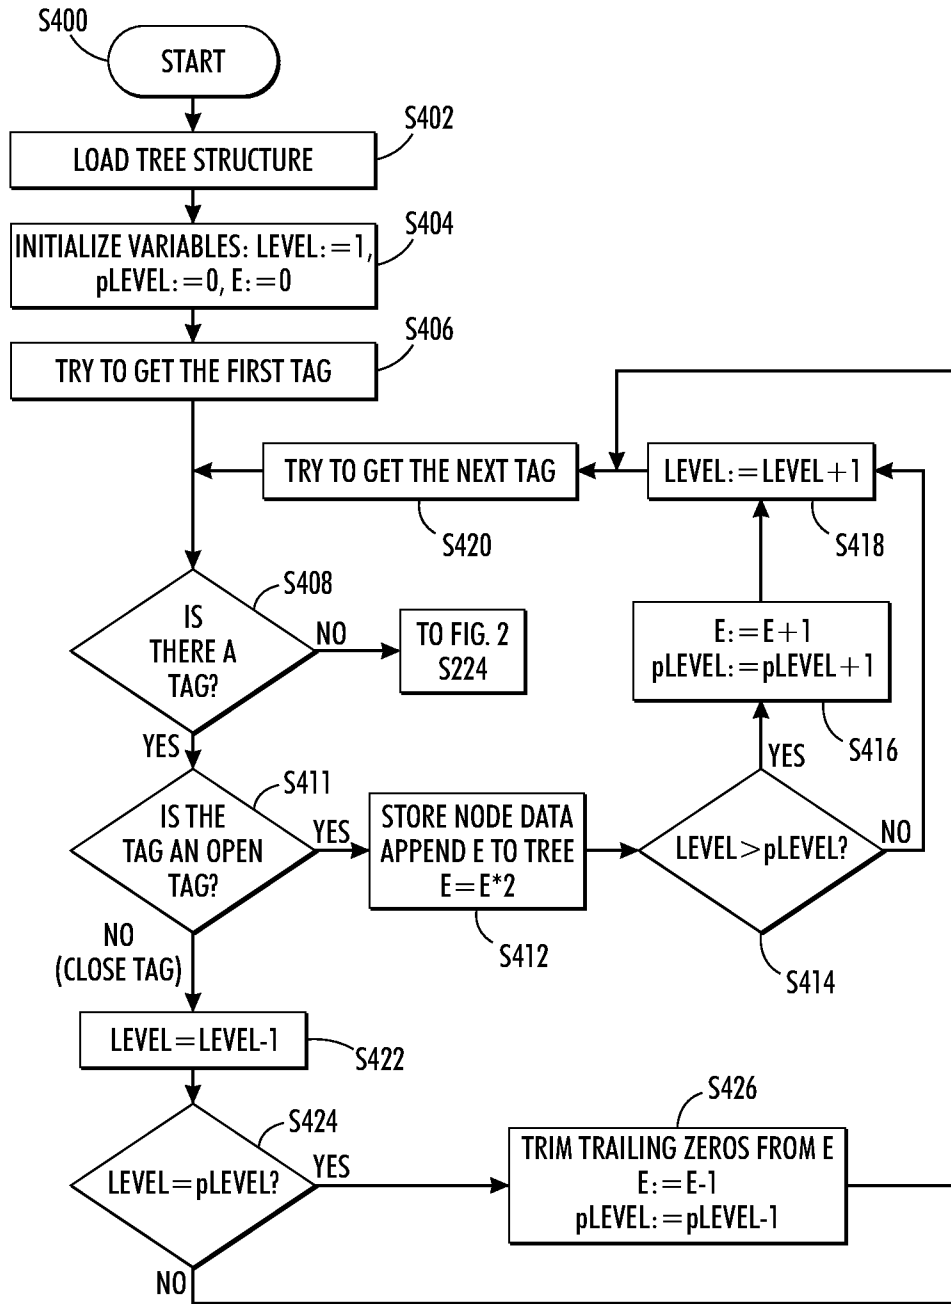 S400
START
S402
LOAD TREE STRUCTURE
S404
INITIALIZE VARIABLES: LEVEL:=1,
pLEVEL:=0, E:=0
S406
TRY TO GET THE FIRST TAG
TRY TO GET THE NEXT TAG
S420
LEVEL:=LEVEL+1
S418
S408
IS
THERE A
TAG?
NO
TO FIG. 2
S224
E:=E+1
pLEVEL:=pLEVEL+1
S416
YES
YES
S411
IS THE
TAG AN OPEN
TAG?
YES
STORE NODE DATA
APPEND E TO TREE
E=E*2
S412
LEVEL>pLEVEL?
NO
S414
NO
(CLOSE TAG)
LEVEL=LEVEL-1
S422
S424
LEVEL=pLEVEL?
YES
S426
TRIM TRAILING ZEROS FROM E
E:=E-1
pLEVEL:=pLEVEL-1
NO